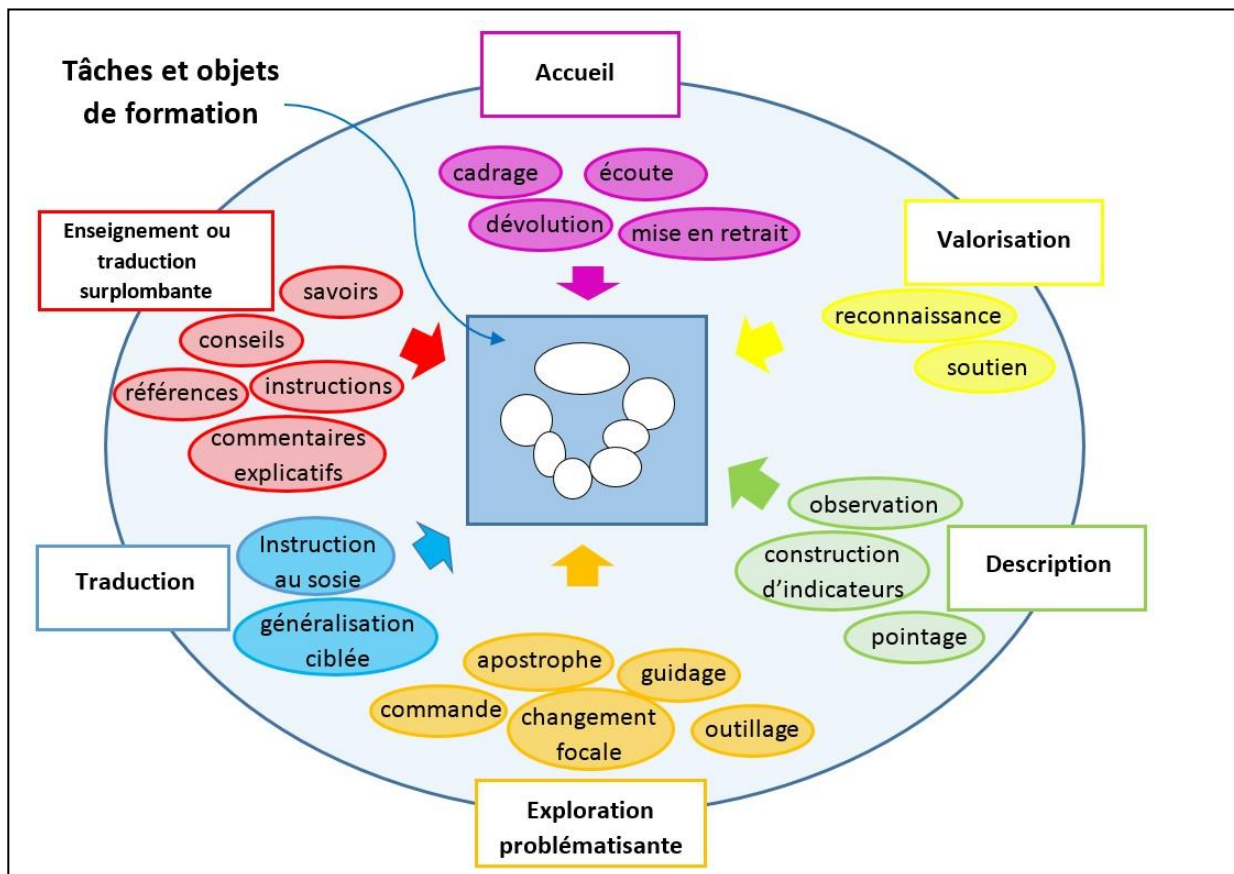 Tâches et objets
de formation
Accueil
cadrage
écoute
dévolution
mise en retrait
Valorisation
reconnaissance
soutien
Description
observation
construction
d’indicateurs
pointage
Exploration
problématisante
apostrophe
guidage
commande
changement
focale
outillage
Traduction
Instruction
au sosie
généralisation
ciblée
Enseignement ou
traduction
surplombante
savoirs
conseils
références
instructions
commentaires
explicatifs